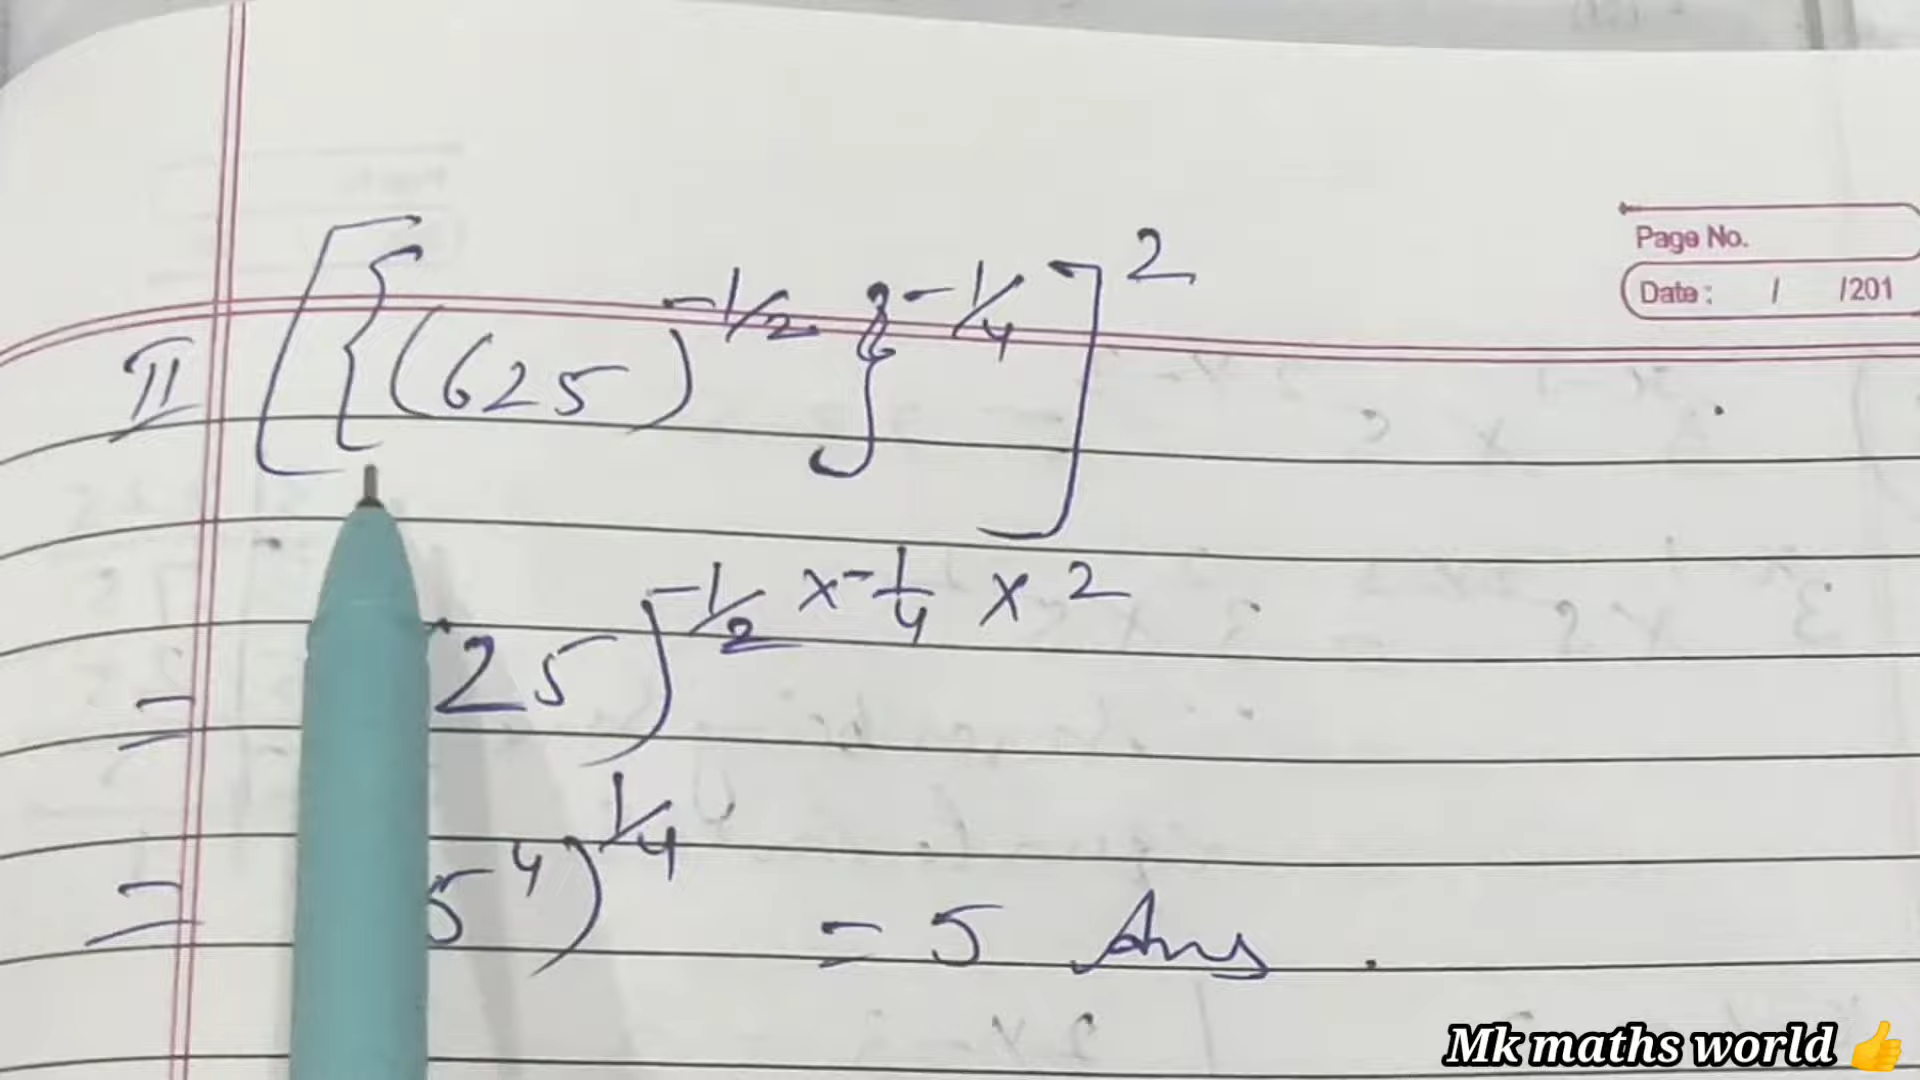 Page No.
Date : / /201
II [{(625)^-1/2}^-1/4]^2
= 25)^-1/2 x -1/4 x 2
= 5^4)^1/4 = 5 Ans.
Mk maths world 👍